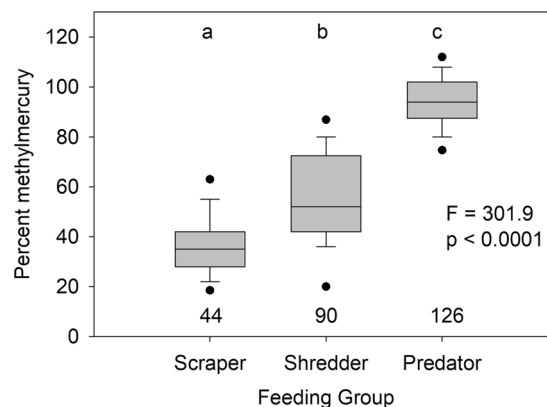 120
100
80
60
40
20
0
Percent methylmercury
a b c
F = 301.9
p < 0.0001
44 90 126
Scraper Shredder Predator
Feeding Group